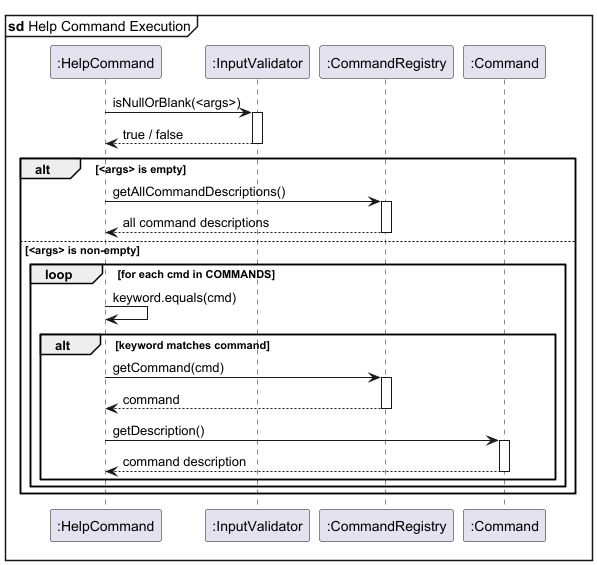 sd Help Command Execution
:HelpCommand :InputValidator :CommandRegistry :Command
isNullOrBlank(<args>)
true / false
alt [<args> is empty]
getAllCommandDescriptions()
all command descriptions
[<args> is non-empty]
loop [for each cmd in COMMANDS]
keyword.equals(cmd)
alt [keyword matches command]
getCommand(cmd)
command
getDescription()
command description
:HelpCommand :InputValidator :CommandRegistry :Command